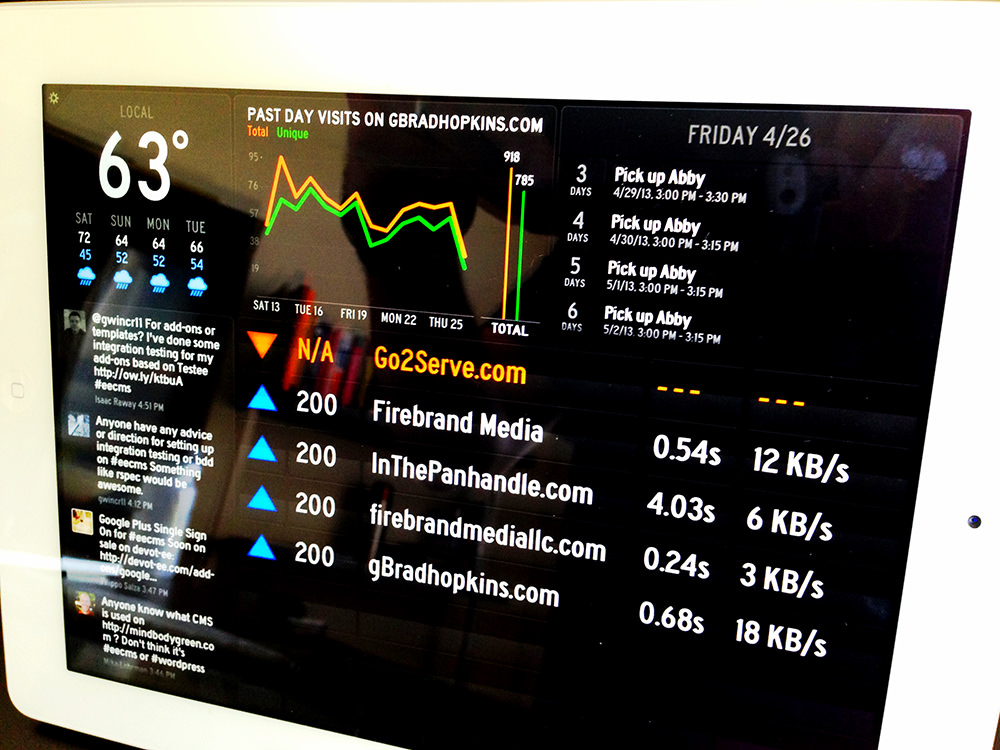 LOCAL
63°
SAT SUN MON TUE
72 64 64 66
45 52 52 54
@gwincr11 For add-ons or
templates? I've done some
integration testing for my
add-ons based on Testee
http://ow.ly/ktbuA
#eecms
Isaac Raway 4:51 PM
Anyone have any advice
or direction for setting up
integration testing or bdd
on #eecms Something
like rspec would be
awesome.
gwincr11 4:12 PM
Google Plus Single Sign
On for #eecms Soon on
sale on devot-ee:
http://devot-ee.com/add-
ons/google...
3:47 PM
Anyone know what CMS
is used on
http://mindbodygreen.co
m ? Don't think it's
#eecms or #wordpress
3:46 PM
PAST DAY VISITS ON GBRADHOPKINS.COM
Total Unique
95
76
57
38
19
918
785
SAT 13 TUE 16 FRI 19 MON 22 THU 25 TOTAL
FRIDAY 4/26
3 DAYS
Pick up Abby
4/29/13, 3:00 PM - 3:30 PM
4 DAYS
Pick up Abby
4/30/13, 3:00 PM - 3:15 PM
5 DAYS
Pick up Abby
5/1/13, 3:00 PM - 3:15 PM
6 DAYS
Pick up Abby
5/2/13, 3:00 PM - 3:15 PM
N/A Go2Serve.com --- ---
200 Firebrand Media 0.54s 12 KB/s
200 InThePanhandle.com 4.03s 6 KB/s
200 firebrandmediallc.com 0.24s 3 KB/s
200 gBradhopkins.com 0.68s 18 KB/s